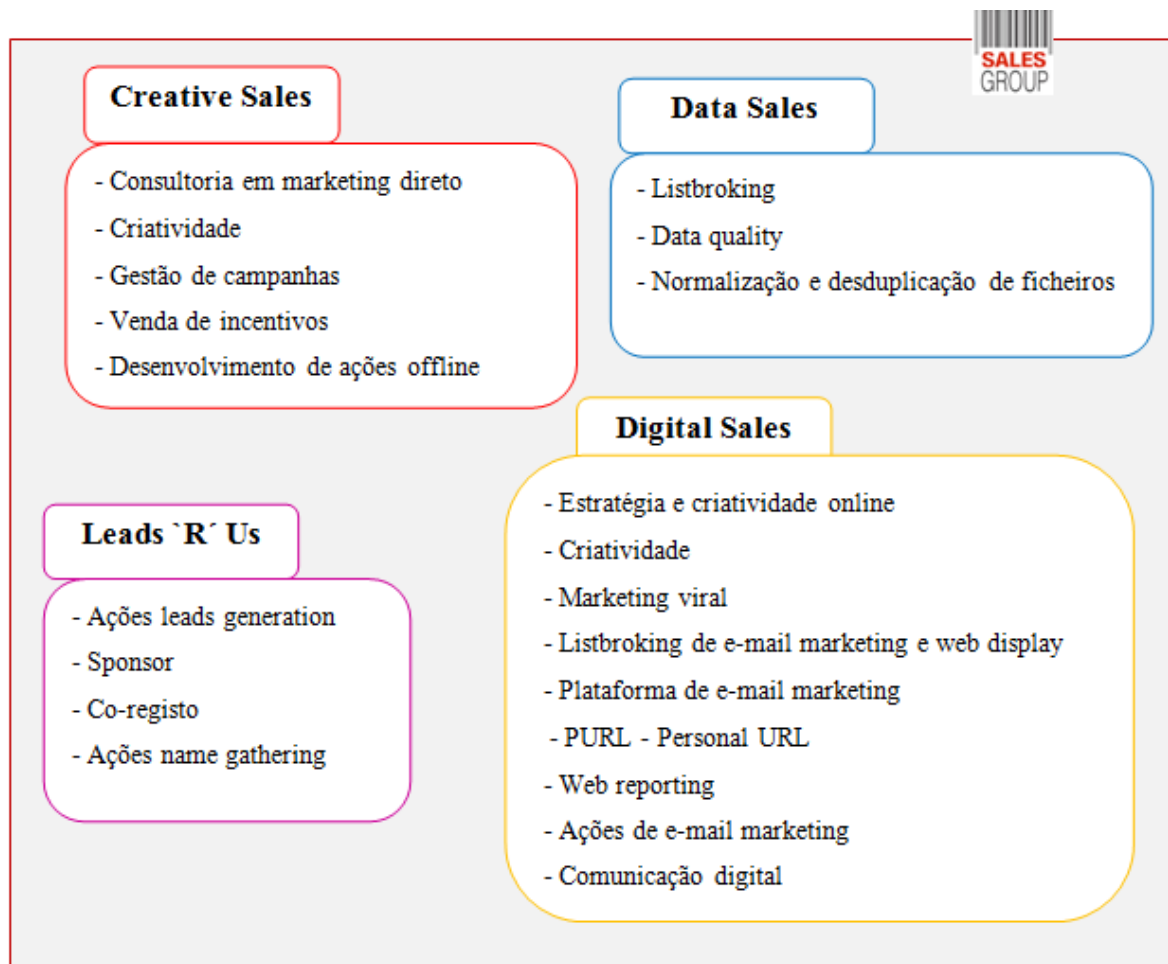 SALES
GROUP
Creative Sales
- Consultoria em marketing direto
- Criatividade
- Gestão de campanhas
- Venda de incentivos
- Desenvolvimento de ações offline
Data Sales
- Listbroking
- Data quality
- Normalização e desduplicação de ficheiros
Leads `R´ Us
- Ações leads generation
- Sponsor
- Co-registo
- Ações name gathering
Digital Sales
- Estratégia e criatividade online
- Criatividade
- Marketing viral
- Listbroking de e-mail marketing e web display
- Plataforma de e-mail marketing
- PURL - Personal URL
- Web reporting
- Ações de e-mail marketing
- Comunicação digital